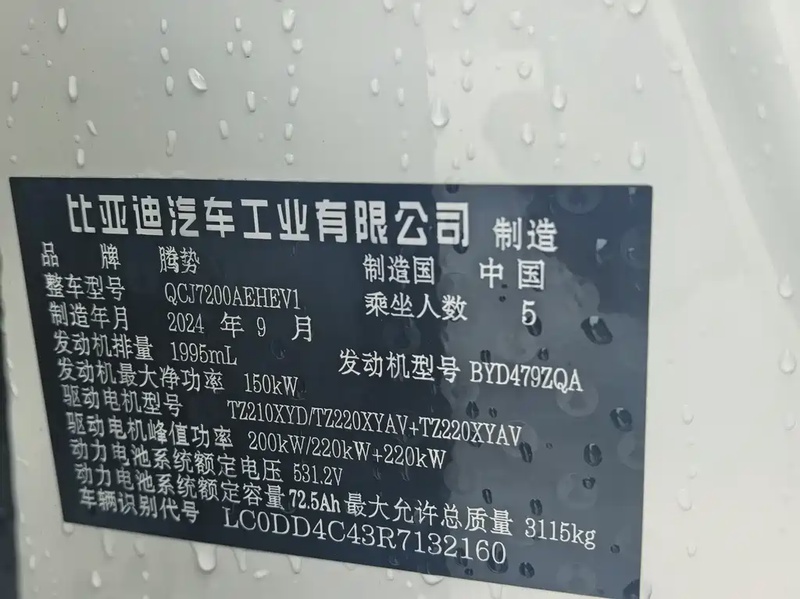 比亚迪汽车工业有限公司 制造
品牌 腾势 制造国 中国
整车型号 QCJ7200AEHEV1 乘坐人数 5
制造年月 2024 年 9 月
发动机排量 1995mL 发动机型号 BYD479ZQA
发动机最大净功率 150kW
驱动电机型号 TZ210XYD/TZ220XYAV+TZ220XYAV
驱动电机峰值功率 200kW/220kW+220kW
动力电池系统额定电压 531.2V
动力电池系统额定容量 72.5Ah 最大允许总质量 3115kg
车辆识别代号 LC0DD4C43R7132160